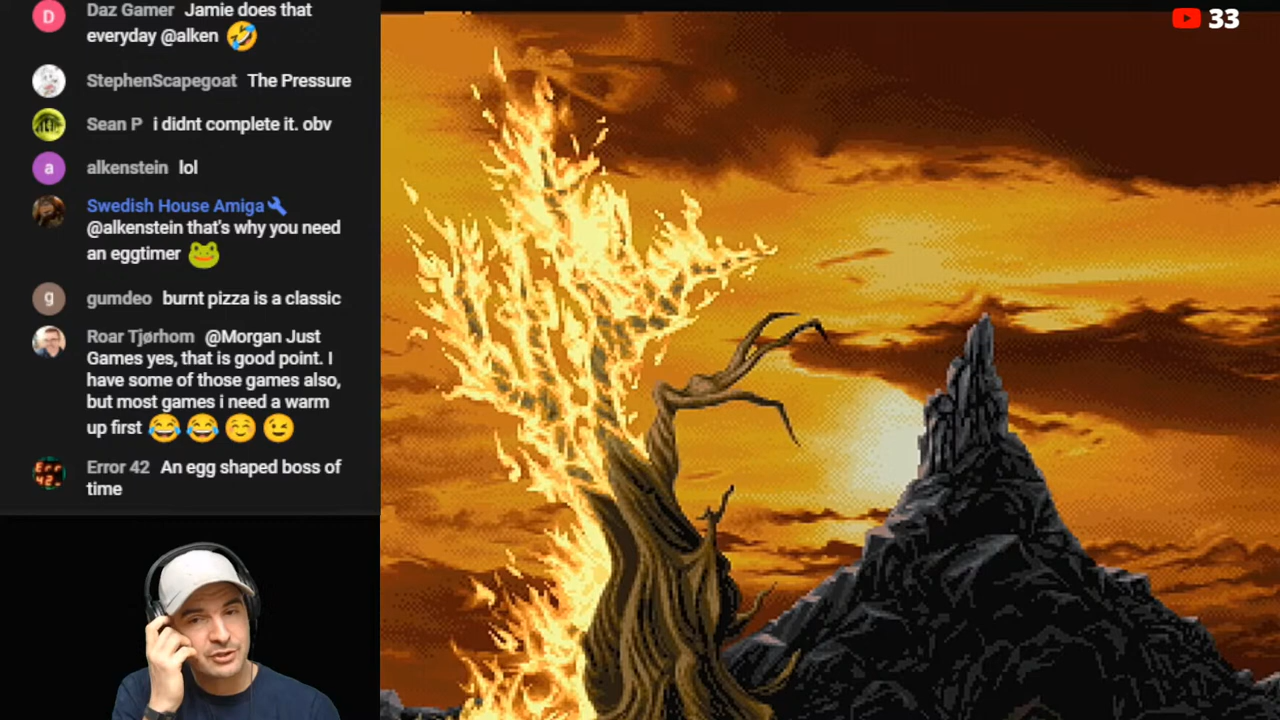 33
Daz Gamer Jamie does that
everyday @alken
StephenScapegoat The Pressure
Sean P i didnt complete it. obv
alkenstein lol
Swedish House Amiga
@alkenstein that's why you need
an eggtimer
gumdeo burnt pizza is a classic
Roar Tjørhom @Morgan Just
Games yes, that is good point. I
have some of those games also,
but most games i need a warm
up first
Error 42 An egg shaped boss of
time